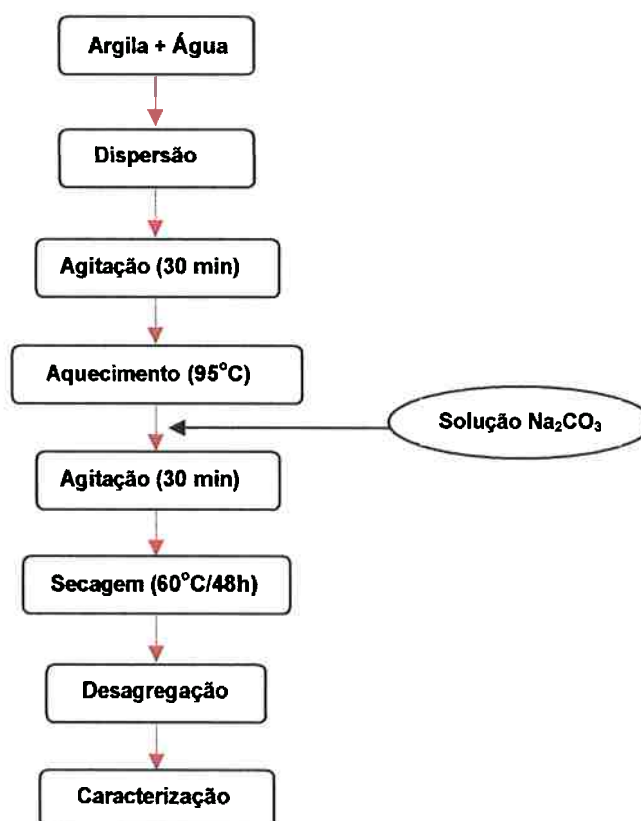 Argila + Água
Dispersão
Agitação (30 min)
Aquecimento (95°C)
Solução Na₂CO₃
Agitação (30 min)
Secagem (60°C/48h)
Desagregação
Caracterização